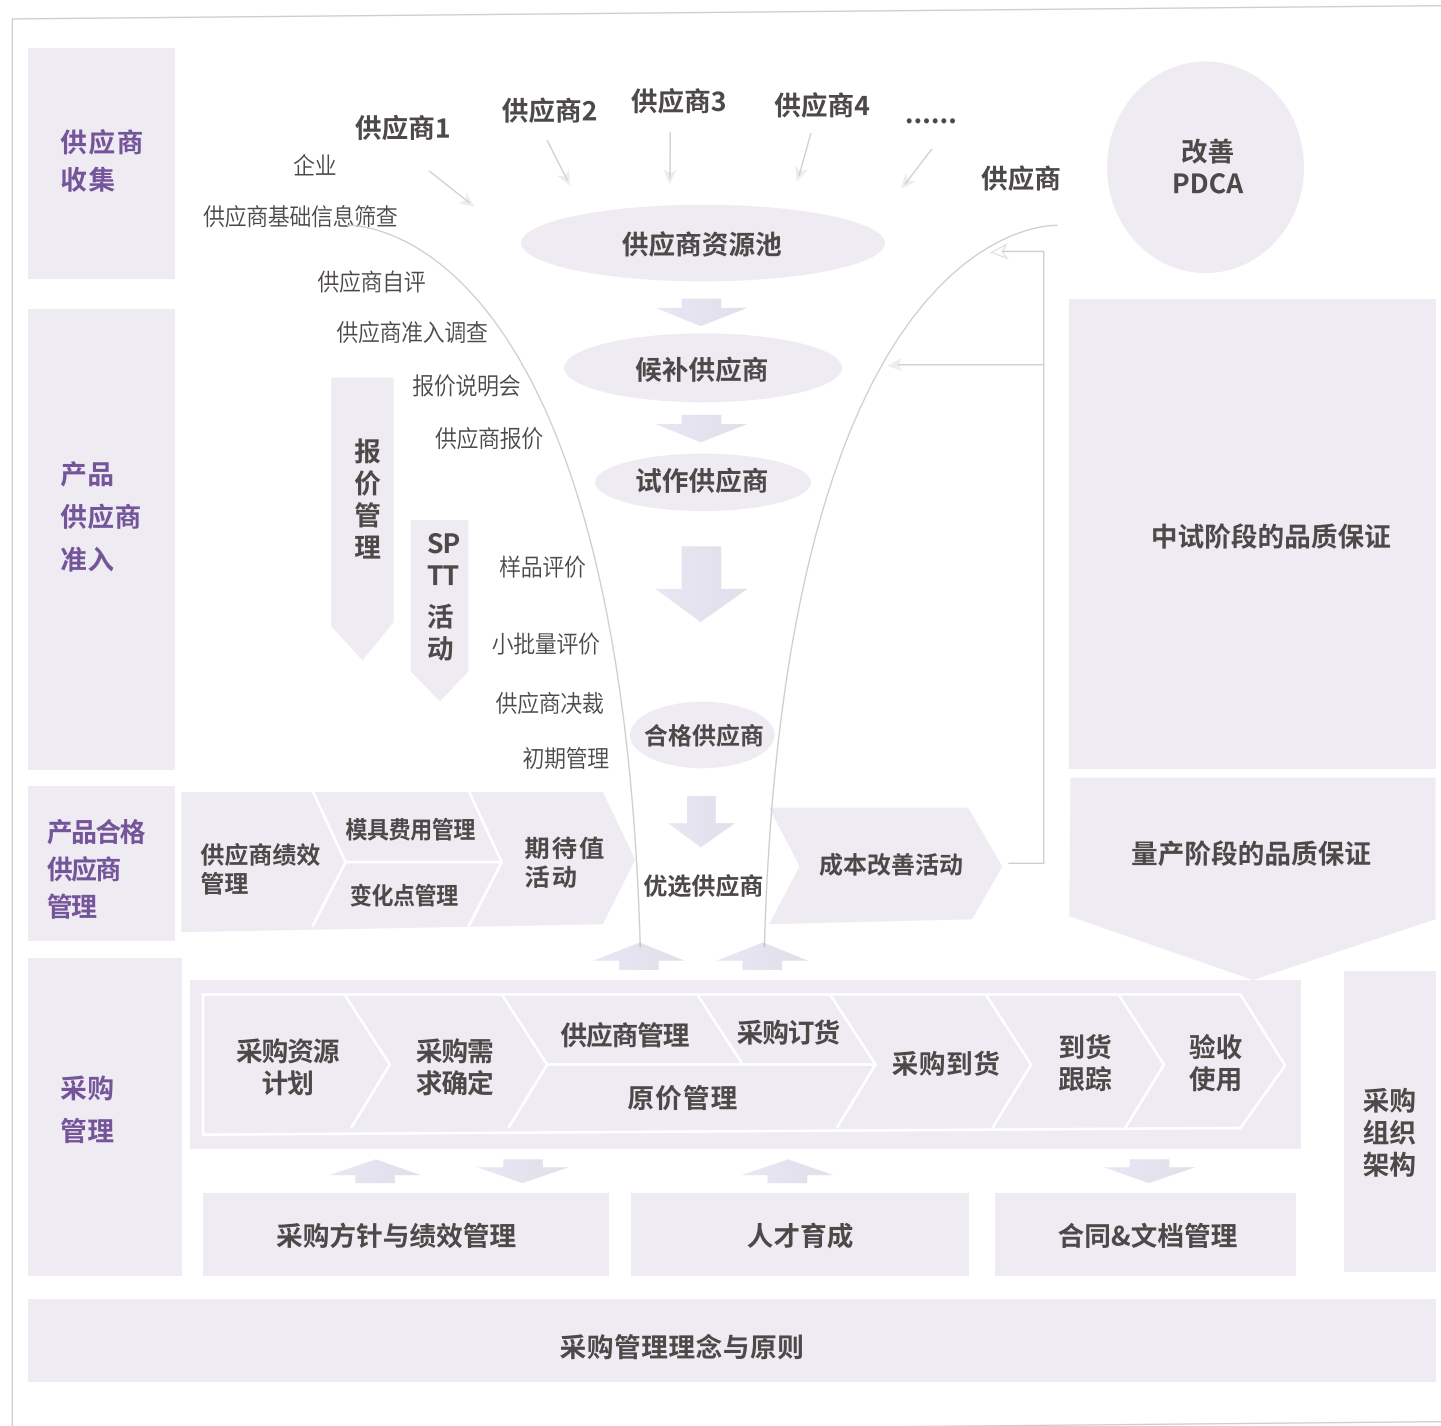 供应商
收集
供应商1
供应商2
供应商3
供应商4
……
企业
供应商
改善
PDCA
供应商基础信息筛查
供应商资源池
供应商自评
供应商准入调查
候补供应商
报价说明会
供应商报价
试作供应商
产品
供应商
准入
报
价
管
理
SP
TT
活
动
样品评价
小批量评价
供应商决裁
初期管理
合格供应商
中试阶段的品质保证
产品合格
供应商
管理
供应商绩效
管理
模具费用管理
变化点管理
期待值
活动
优选供应商
成本改善活动
量产阶段的品质保证
采购
管理
采购资源
计划
采购需
求确定
供应商管理
采购订货
原价管理
采购到货
到货
跟踪
验收
使用
采购
组织
架构
采购方针与绩效管理
人才育成
合同&文档管理
采购管理理念与原则